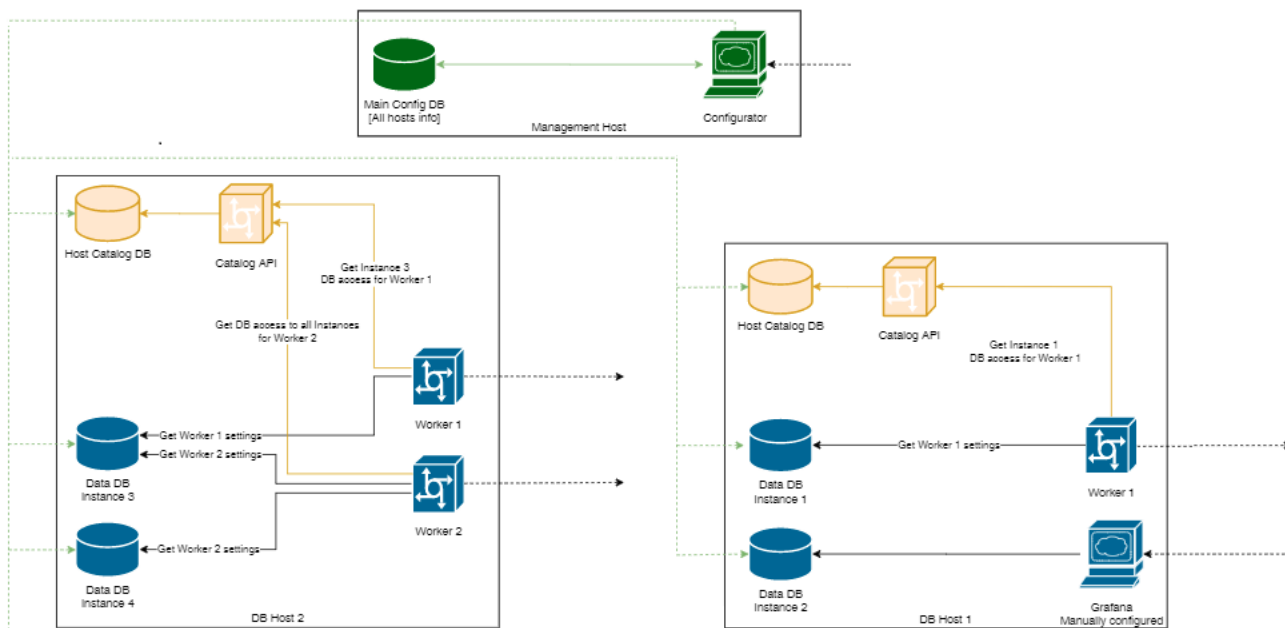 Main Config DB
[All hosts info]
Configurator
Management Host
Host Catalog DB
Catalog API
Get Instance 3
DB access for Worker 1
Get DB access to all Instances
for Worker 2
Worker 1
Get Worker 1 settings
Get Worker 2 settings
Data DB
Instance 3
Worker 2
Get Worker 2 settings
Data DB
Instance 4
DB Host 2
Host Catalog DB
Catalog API
Get Instance 1
DB access for Worker 1
Get Worker 1 settings
Data DB
Instance 1
Worker 1
Data DB
Instance 2
Grafana
Manually configured
DB Host 1